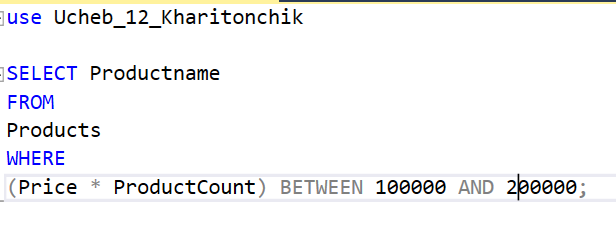 use Ucheb_12_Kharitonchik
SELECT Productname
FROM
Products
WHERE
(Price * ProductCount) BETWEEN 100000 AND 200000;